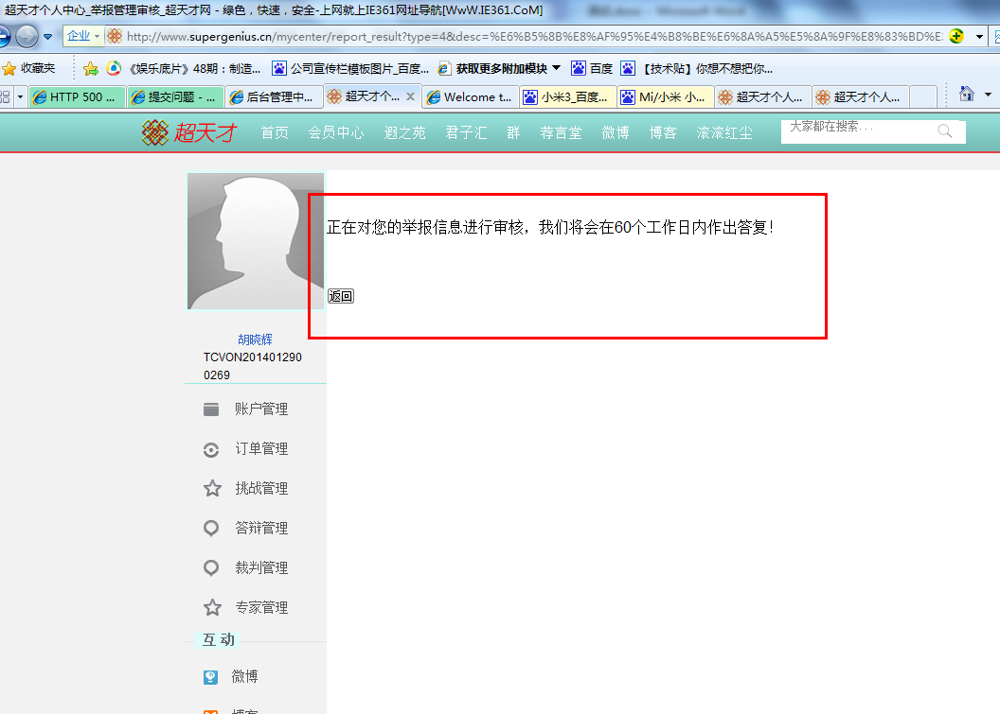 超天才个人中心_举报管理审核_超天才网 - 绿色，快速，安全-上网就上IE361网址导航[WwW.IE361.CoM]
企业 http://www.supergenius.cn/mycenter/report_result?type=4&desc=%E6%B5%8B%E8%AF%95%E4%B8%BE%E6%8A%A5%E5%8A%9F%E8%83%BD%E
收藏夹 《娱乐底片》48期：制造... 公司宣传栏模板图片_百度... 获取更多附加模块 百度 【技术贴】你想不想把你...
HTTP 500 ... 提交问题 - ... 后台管理中... 超天才个... Welcome t... 小米3_百度... Mi/小米 小... 超天才个人... 超天才个人...
超天才 首页 会员中心 遐之苑 君子汇 群 荐言堂 微博 博客 滚滚红尘 大家都在搜索...
正在对您的举报信息进行审核，我们将会在60个工作日内作出答复！
返回
胡晓辉
TCVON201401290
0269
账户管理
订单管理
挑战管理
答辩管理
裁判管理
专家管理
互 动
微博
博客